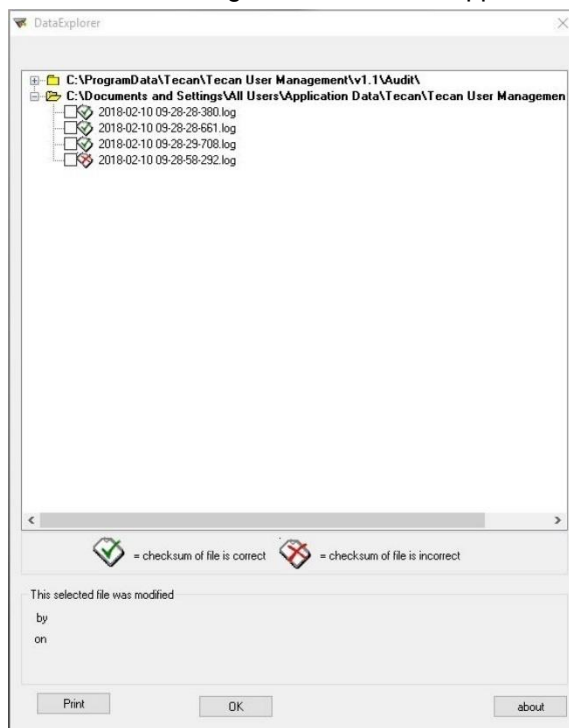 DataExplorer
C:\ProgramData\Tecan\Tecan User Management\v1.1\Audit\
C:\Documents and Settings\All Users\Application Data\Tecan\Tecan User Managemen
2018-02-10 09-28-28-380.log
2018-02-10 09-28-28-661.log
2018-02-10 09-28-29-708.log
2018-02-10 09-28-58-292.log
= checksum of file is correct = checksum of file is incorrect
This selected file was modified
by
on
Print OK about